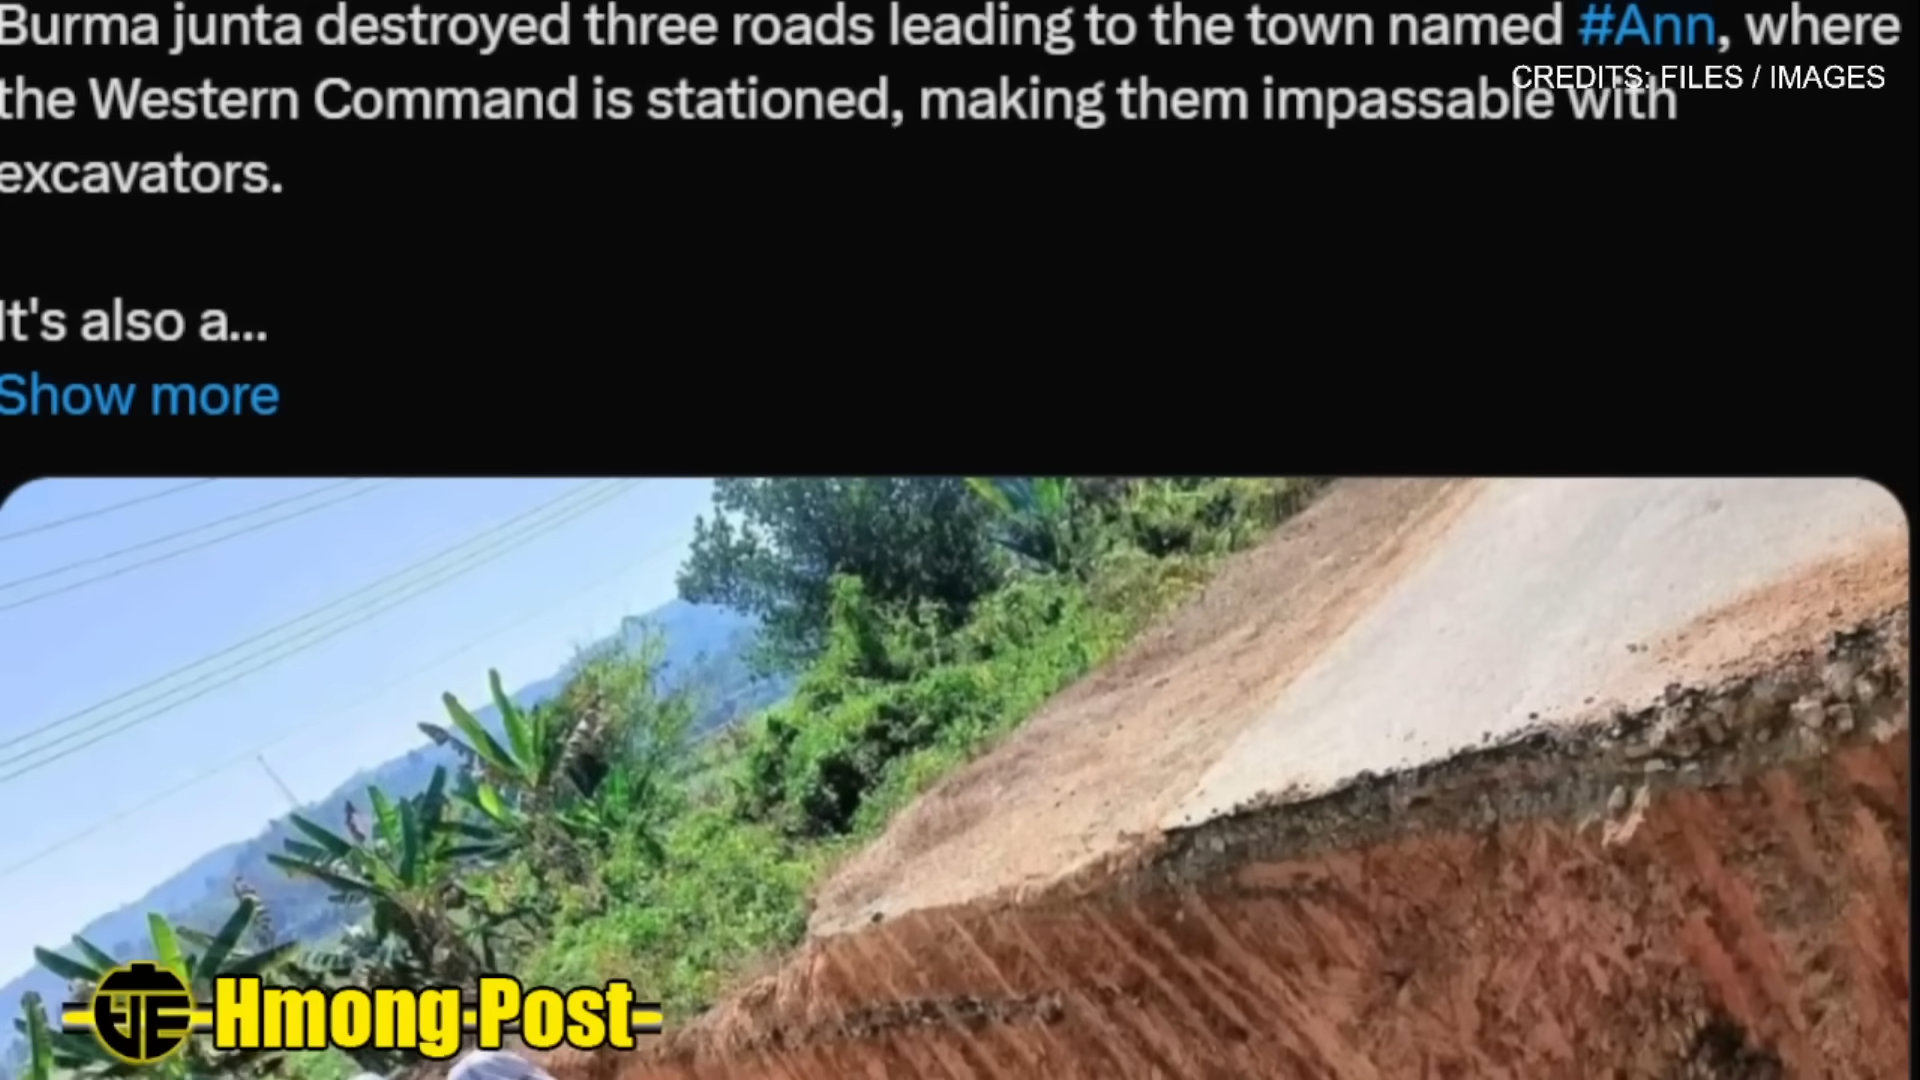 Burma junta destroyed three roads leading to the town named #Ann, where
CREDITS: FILES / IMAGES
the Western Command is stationed, making them impassable with
excavators.
It's also a...
Show more
Hmong Post